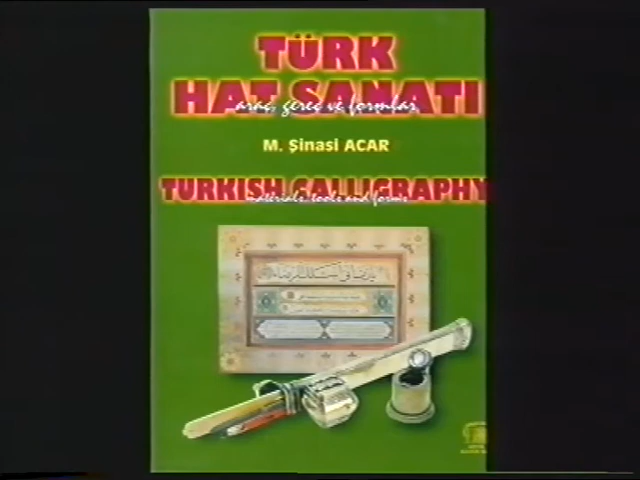 TÜRK
HAT SANATI
araç, gereç ve formlar
M. Şinasi ACAR
TURKISH CALLIGRAPHY
materials, tools and forms